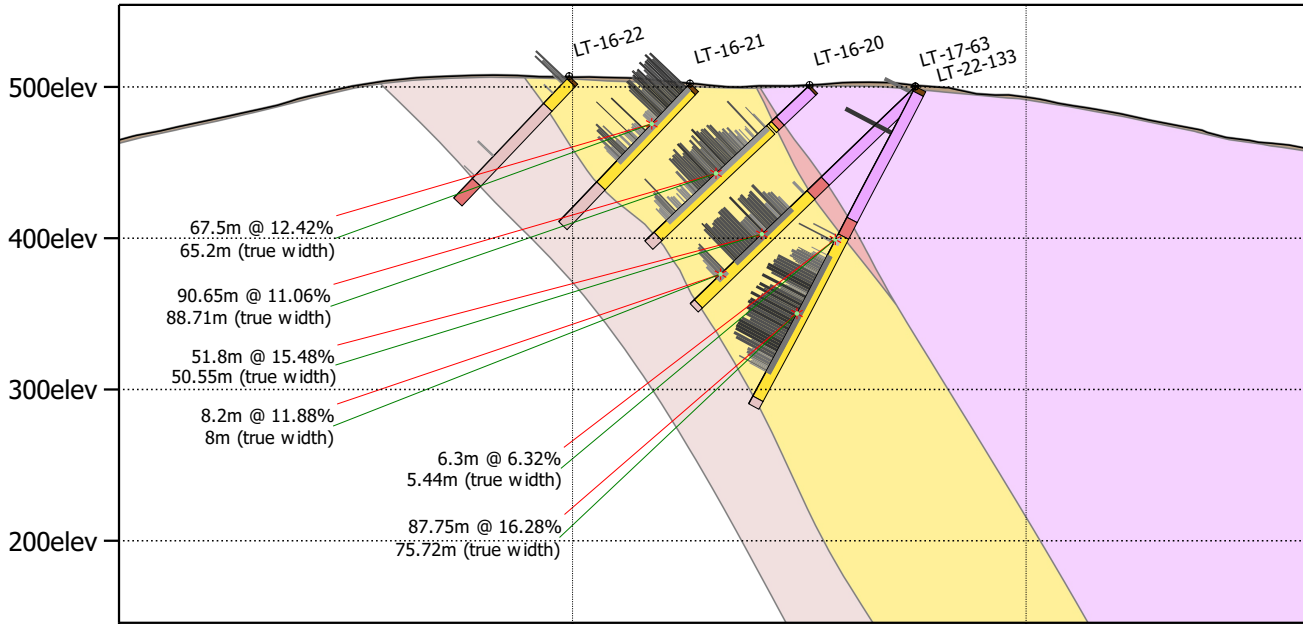 LT-16-22
LT-16-21
LT-16-20
LT-17-63
LT-22-133
500elev
400elev
300elev
200elev
67.5m @ 12.42%
65.2m (true width)
90.65m @ 11.06%
88.71m (true width)
51.8m @ 15.48%
50.55m (true width)
8.2m @ 11.88%
8m (true width)
6.3m @ 6.32%
5.44m (true width)
87.75m @ 16.28%
75.72m (true width)